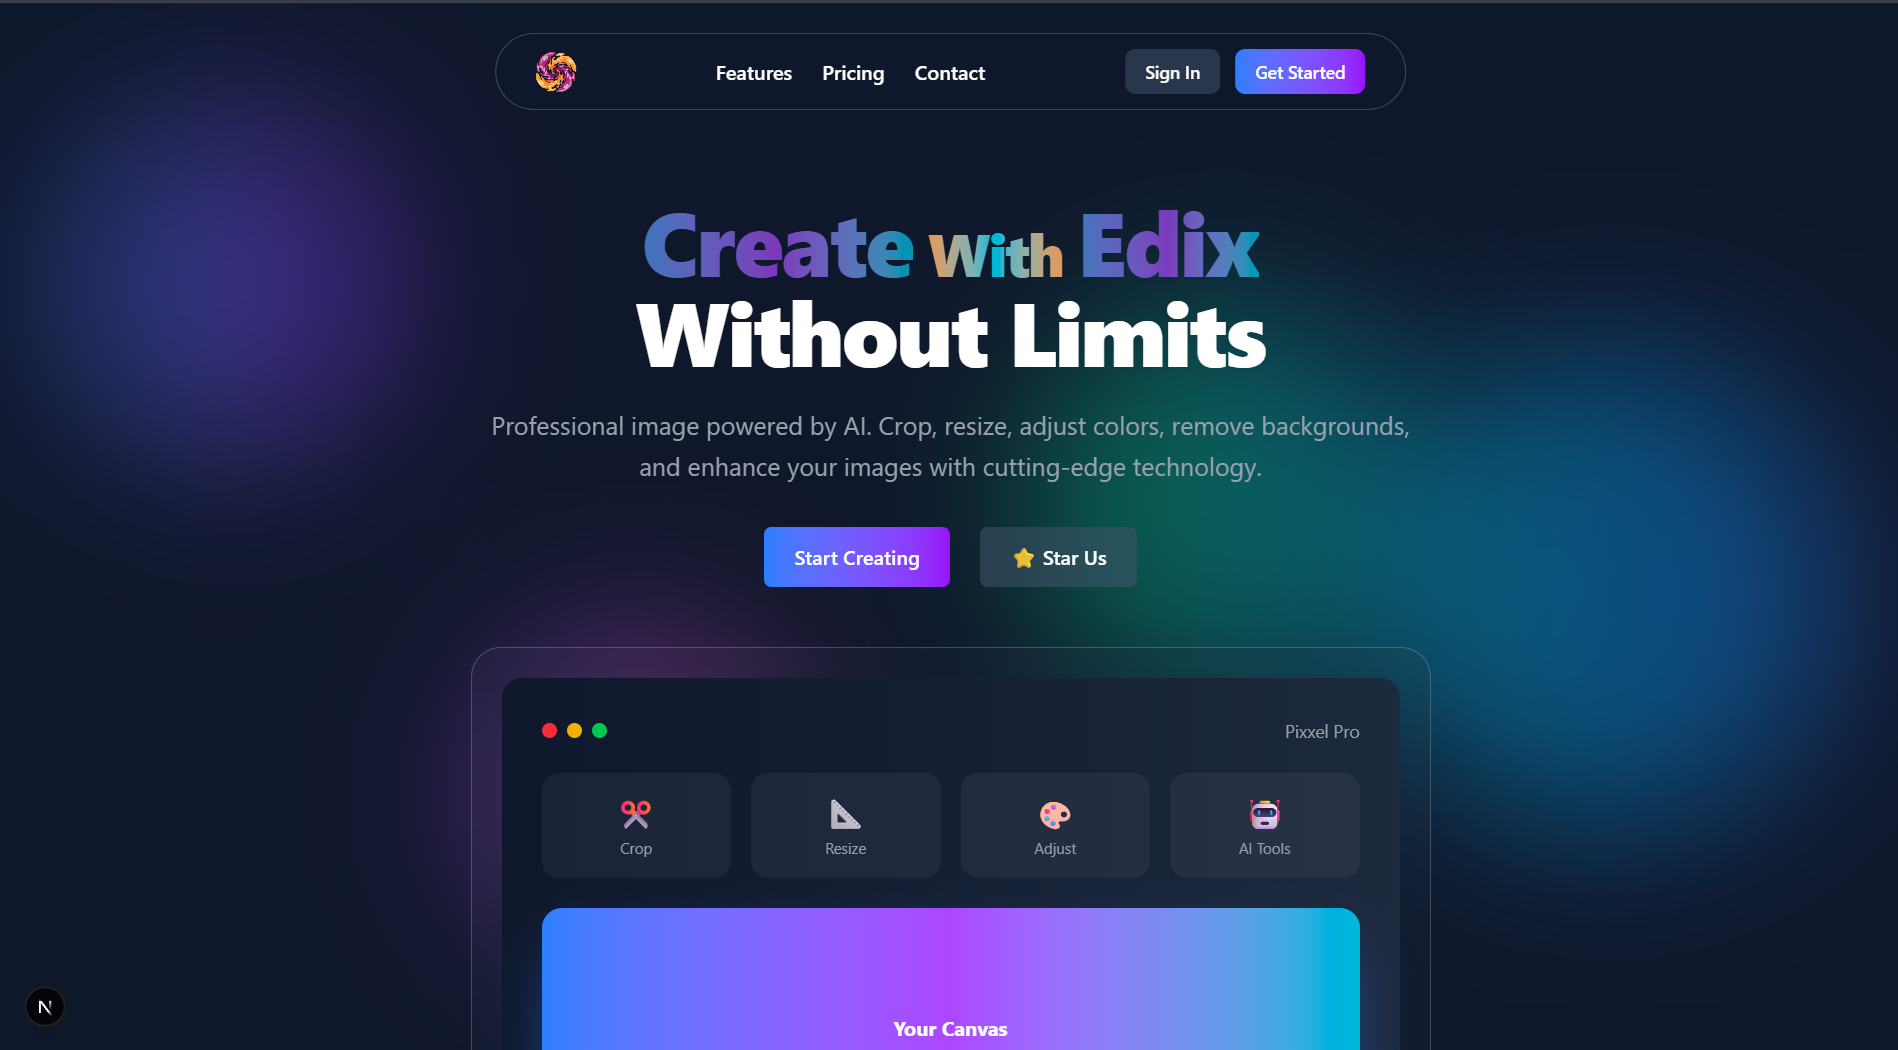 Features Pricing Contact Sign In Get Started
Create With Edix
Without Limits
Professional image powered by AI. Crop, resize, adjust colors, remove backgrounds,
and enhance your images with cutting-edge technology.
Start Creating ⭐ Star Us
Pixxel Pro
Crop Resize Adjust AI Tools
Your Canvas
N